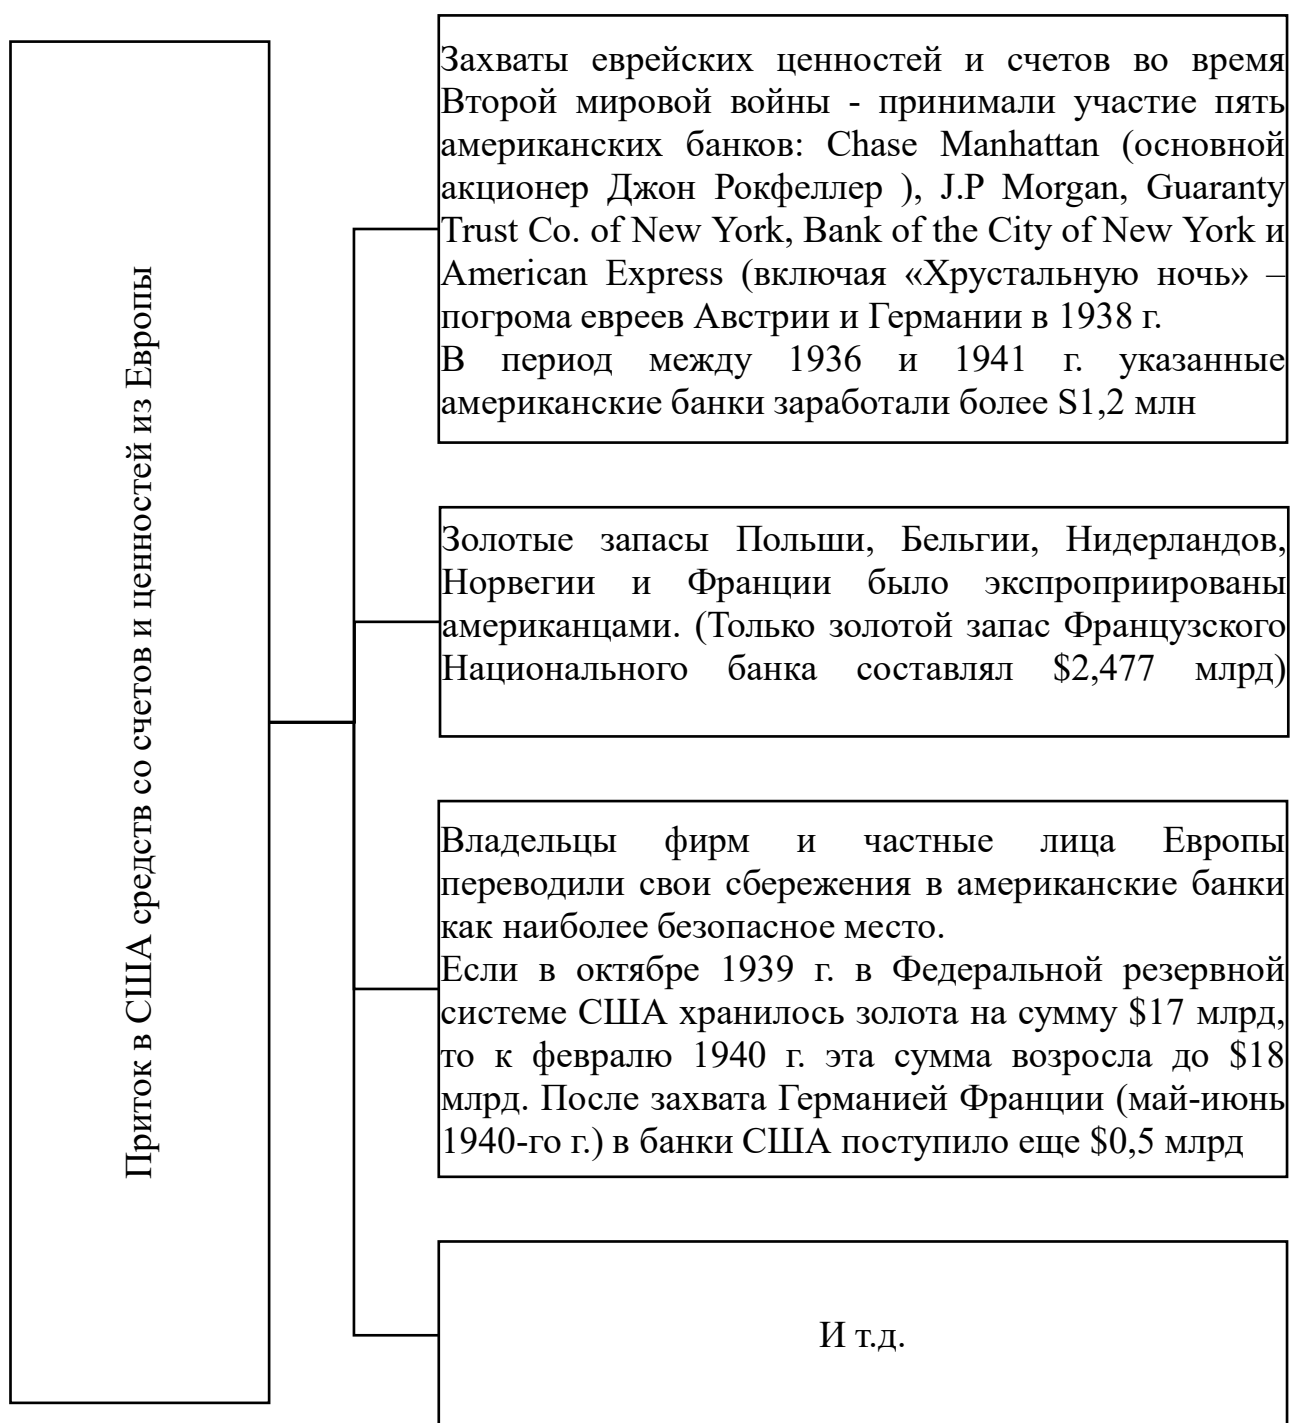 Приток в США средств со счетов и ценностей из Европы
Захваты еврейских ценностей и счетов во время
Второй мировой войны - принимали участие пять
американских банков: Chase Manhattan (основной
акционер Джон Рокфеллер ), J.P Morgan, Guaranty
Trust Co. of New York, Bank of the City of New York и
American Express (включая «Хрустальную ночь» –
погрома евреев Австрии и Германии в 1938 г.
В период между 1936 и 1941 г. указанные
американские банки заработали более S1,2 млн
Золотые запасы Польши, Бельгии, Нидерландов,
Норвегии и Франции было экспроприированы
американцами. (Только золотой запас Французского
Национального банка составлял $2,477 млрд)
Владельцы фирм и частные лица Европы
переводили свои сбережения в американские банки
как наиболее безопасное место.
Если в октябре 1939 г. в Федеральной резервной
системе США хранилось золота на сумму $17 млрд,
то к февралю 1940 г. эта сумма возросла до $18
млрд. После захвата Германией Франции (май-июнь
1940-го г.) в банки США поступило еще $0,5 млрд
И т.д.